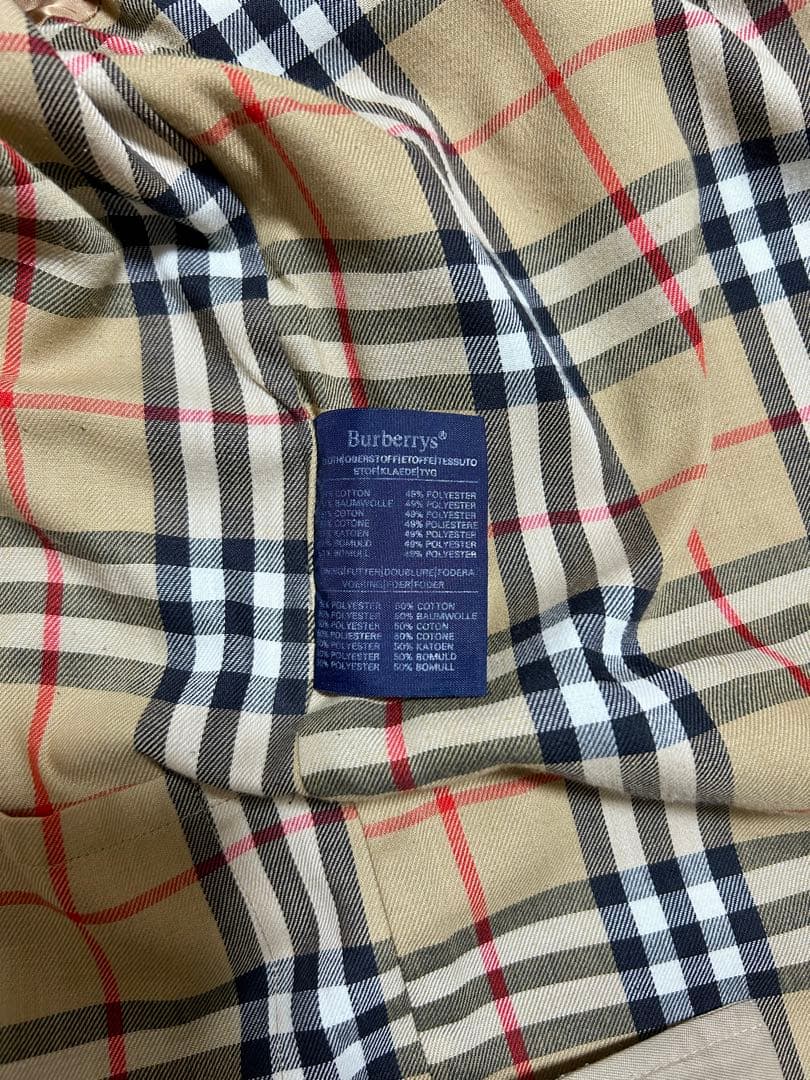 Burberrys®
OBERSTOFF|ETOFFE|TESSUTO
STOF|KLAEDE|TYG
COTTON 49% POLYESTER
BAUMWOLLE 49% POLYESTER
COTON 49% POLYESTER
COTONE 49% POLIESTERE
KATOEN 49% POLYESTER
BOMULD 49% POLYESTER
BOMULL 49% POLYESTER
FUTTER|DOUBLURE|FODERA
VOERING|FOER|FODER
POLYESTER 50% COTTON
POLYESTER 50% BAUMWOLLE
POLYESTER 50% COTON
POLIESTERE 50% COTONE
POLYESTER 50% KATOEN
POLYESTER 50% BOMULD
POLYESTER 50% BOMULL